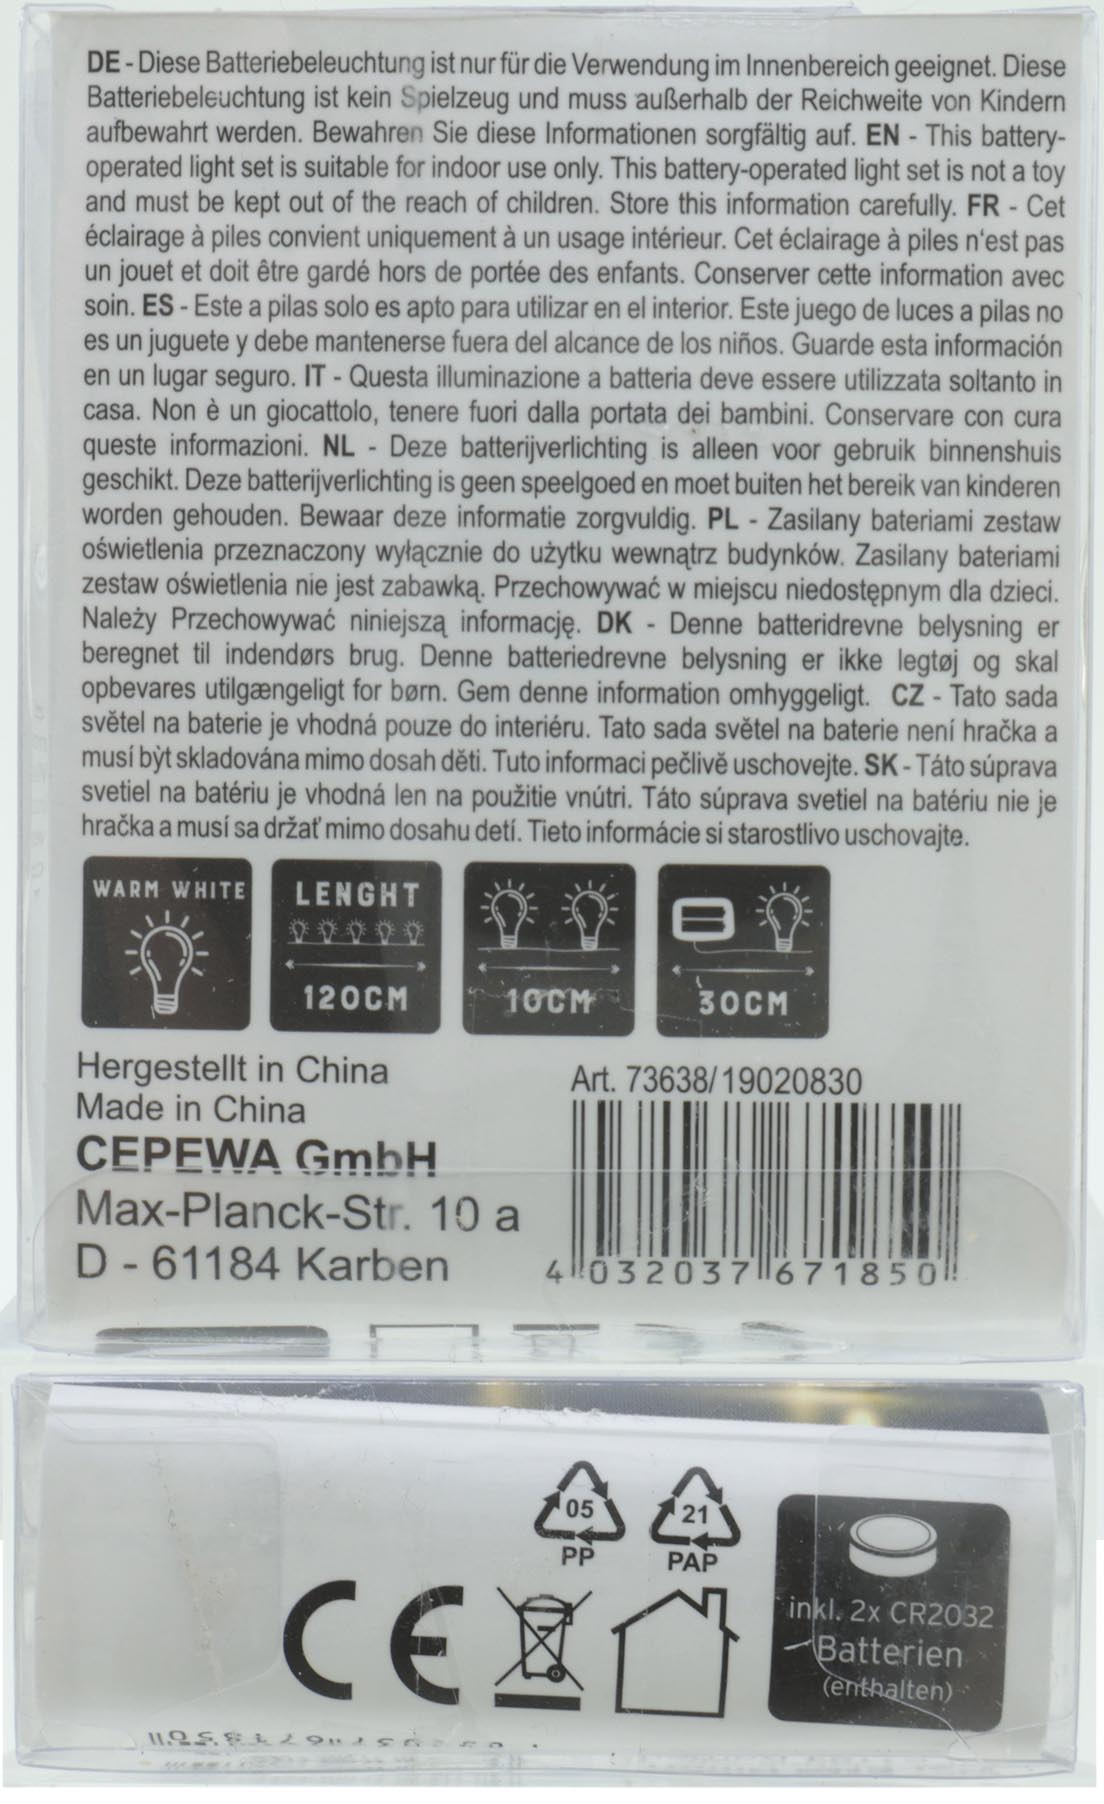 DE - Diese Batteriebeleuchtung ist nur für die Verwendung im Innenbereich geeignet. Diese
Batteriebeleuchtung ist kein Spielzeug und muss außerhalb der Reichweite von Kindern
aufbewahrt werden. Bewahren Sie diese Informationen sorgfältig auf. EN - This battery-
operated light set is suitable for indoor use only. This battery-operated light set is not a toy
and must be kept out of the reach of children. Store this information carefully. FR - Cet
éclairage à piles convient uniquement à un usage intérieur. Cet éclairage à piles n'est pas
un jouet et doit être gardé hors de portée des enfants. Conserver cette information avec
soin. ES - Este a pilas solo es apto para utilizar en el interior. Este juego de luces a pilas no
es un juguete y debe mantenerse fuera del alcance de los niños. Guarde esta información
en un lugar seguro. IT - Questa illuminazione a batteria deve essere utilizzata soltanto in
casa. Non è un giocattolo, tenere fuori dalla portata dei bambini. Conservare con cura
queste informazioni. NL - Deze batterijverlichting is alleen voor gebruik binnenshuis
geschikt. Deze batterijverlichting is geen speelgoed en moet buiten het bereik van kinderen
worden gehouden. Bewaar deze informatie zorgvuldig. PL - Zasilany bateriami zestaw
oświetlenia przeznaczony wyłącznie do użytku wewnątrz budynków. Zasilany bateriami
zestaw oświetlenia nie jest zabawką. Przechowywać w miejscu niedostępnym dla dzieci.
Należy Przechowywać niniejszą informację. DK - Denne batteridrevne belysning er
beregnet til indendørs brug. Denne batteriedrevne belysning er ikke legtøj og skal
opbevares utilgængeligt for børn. Gem denne information omhyggeligt. CZ - Tato sada
světel na baterie je vhodná pouze do interiéru. Tato sada světel na baterie není hračka a
musí bỳt skladována mimo dosah děti. Tuto informaci pečlivě uschovejte. SK - Táto súprava
svetiel na batériu je vhodná len na použitie vnútri. Táto súprava svetiel na batériu nie je
hračka a musí sa držať mimo dosahu detí. Tieto informácie si starostlivo uschovajte.
WARM WHITE
LENGHT
120CM
10CM
30CM
Hergestellt in China
Made in China
CEPEWA GmbH
Max-Planck-Str. 10 a
D - 61184 Karben
Art. 73638/19020830
4 032037 671850
05
PP
21
PAP
CE
inkl. 2x CR2032
Batterien
(enthalten)